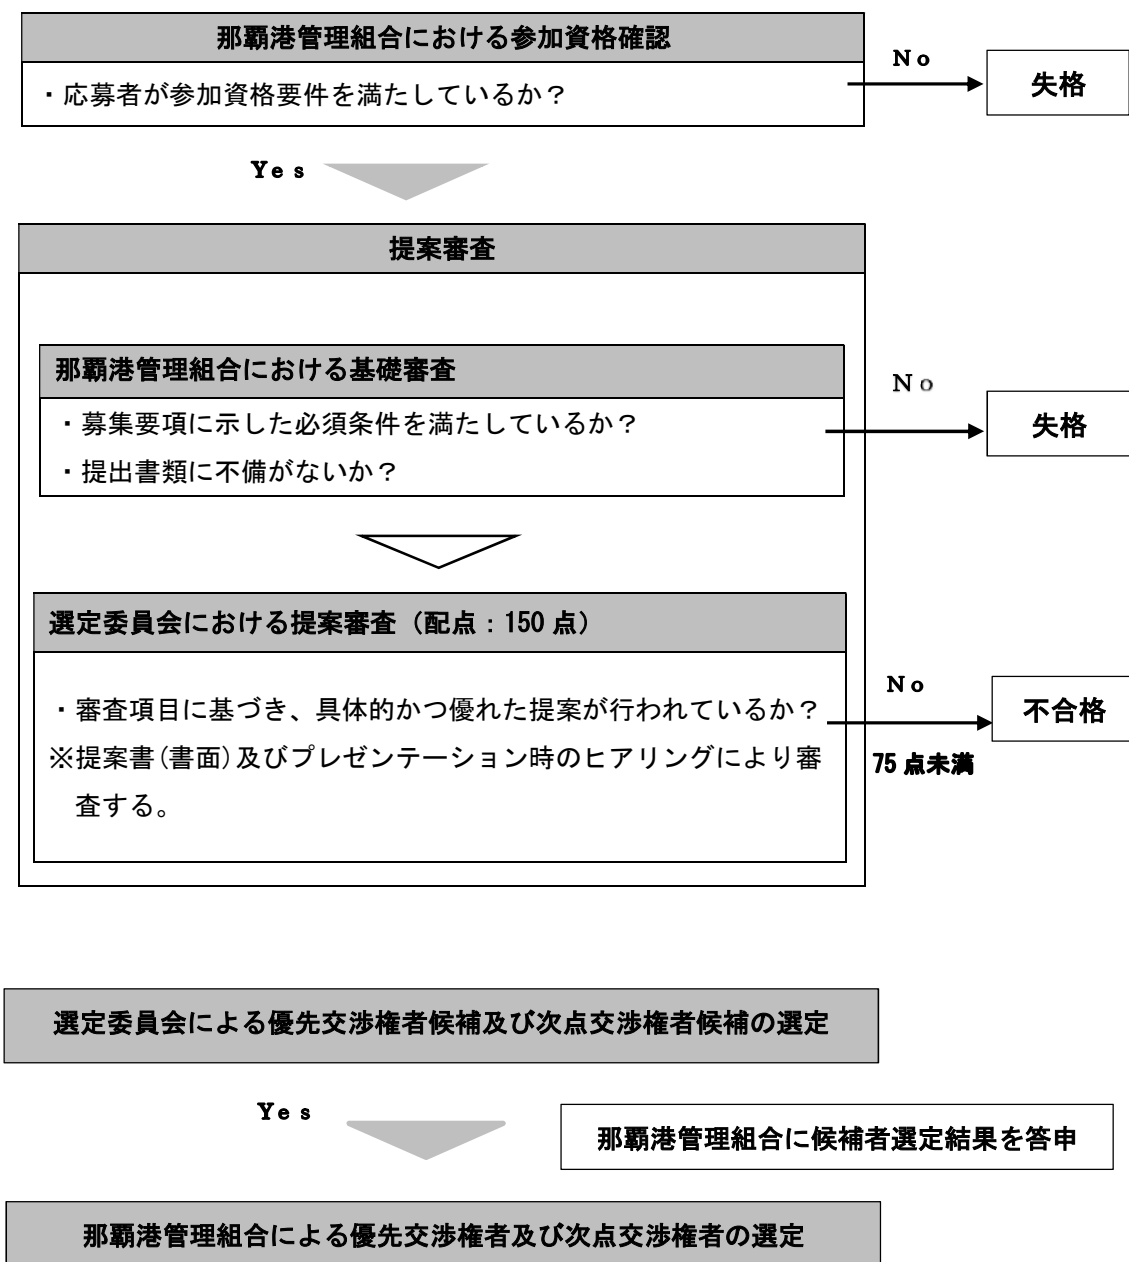 那覇港管理組合における参加資格確認
・応募者が参加資格要件を満たしているか？
Ｎｏ
失格
Ｙｅｓ
提案審査
那覇港管理組合における基礎審査
・募集要項に示した必須条件を満たしているか？
・提出書類に不備がないか？
Ｎｏ
失格
選定委員会における提案審査（配点：150 点）
・審査項目に基づき、具体的かつ優れた提案が行われているか？
※提案書(書面)及びプレゼンテーション時のヒアリングにより審
査する。
Ｎｏ
75 点未満
不合格
選定委員会による優先交渉権者候補及び次点交渉権者候補の選定
Ｙｅｓ
那覇港管理組合に候補者選定結果を答申
那覇港管理組合による優先交渉権者及び次点交渉権者の選定